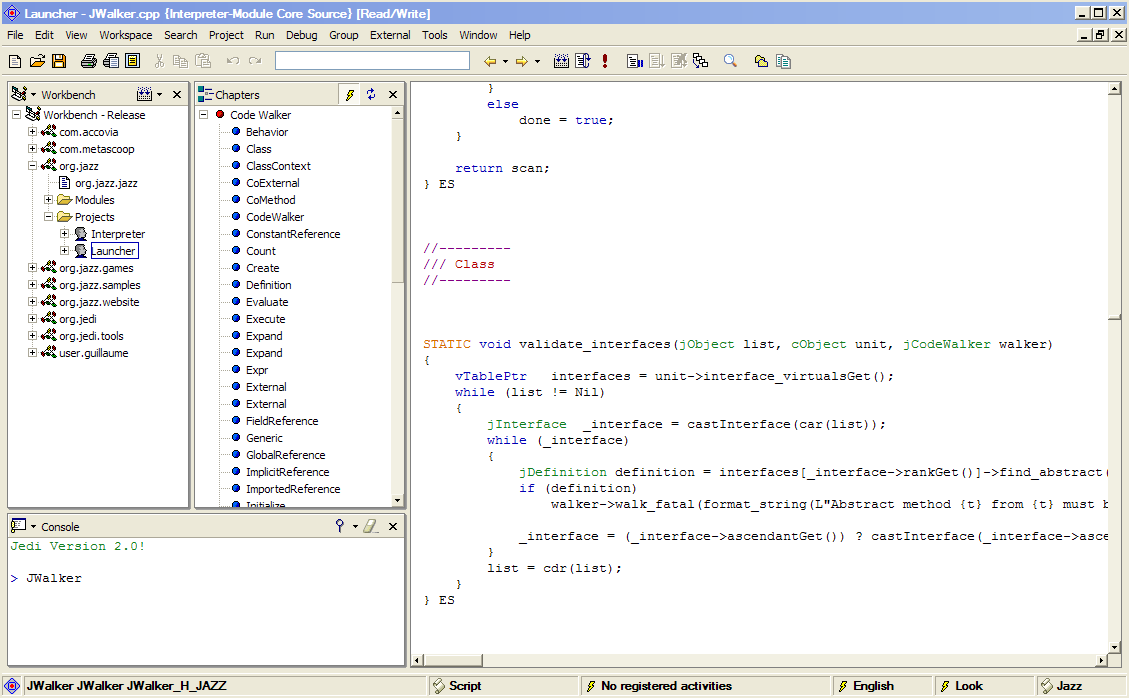 Launcher - JWalker.cpp {Interpreter-Module Core Source} [Read/Write]
File Edit View Workspace Search Project Run Debug Group External Tools Window Help
Workbench
Workbench - Release
com.accovia
com.metascoop
org.jazz
org.jazz.jazz
Modules
Projects
Interpreter
Launcher
org.jazz.games
org.jazz.samples
org.jazz.website
org.jedi
org.jedi.tools
user.guillaume
Chapters
Code Walker
Behavior
Class
ClassContext
CoExternal
CoMethod
CodeWalker
ConstantReference
Count
Create
Definition
Evaluate
Execute
Expand
Expand
Expr
External
External
FieldReference
Generic
GlobalReference
ImplicitReference
ImportedReference
Initialize
}
else
done = true;
}
return scan;
} ES
//---------
/// Class
//---------
STATIC void validate_interfaces(jObject list, cObject unit, jCodeWalker walker)
{
vTablePtr interfaces = unit->interface_virtualsGet();
while (list != Nil)
{
jInterface _interface = castInterface(car(list));
while (_interface)
{
jDefinition definition = interfaces[_interface->rankGet()]->find_abstract(
if (definition)
walker->walk_fatal(format_string(L"Abstract method {t} from {t} must b
_interface = (_interface->ascendantGet()) ? castInterface(_interface->asce
}
list = cdr(list);
}
} ES
Console
Jedi Version 2.0!
> JWalker
JWalker JWalker JWalker_H_JAZZ
Script
No registered activities
English
Look
Jazz